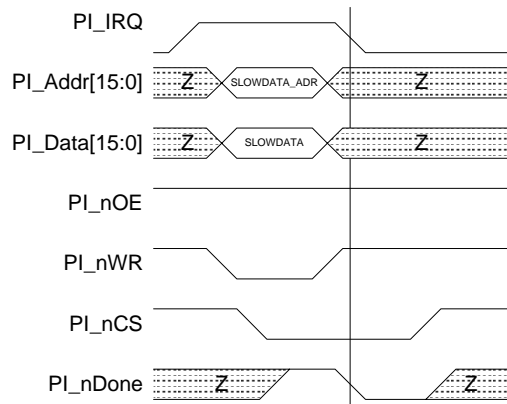 PI_IRQ
PI_Addr[15:0] Z SLOWDATA_ADR Z
PI_Data[15:0] Z SLOWDATA Z
PI_nOE
PI_nWR
PI_nCS
PI_nDone Z Z